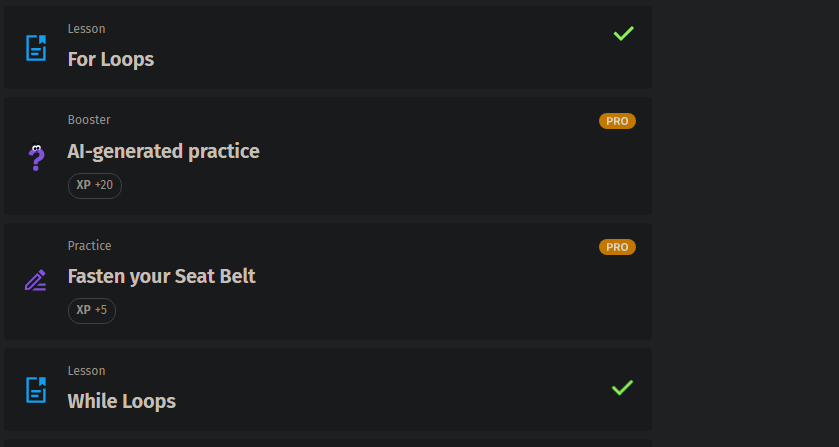 Lesson
For Loops
Booster
PRO
AI-generated practice
XP +20
Practice
PRO
Fasten your Seat Belt
XP +5
Lesson
While Loops